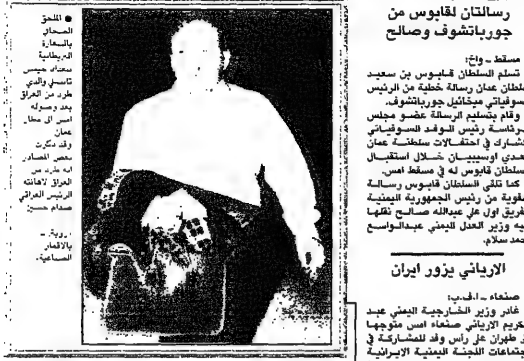 رسالتان لقابوس من
جورباتشوف وصالح
مسقط ـ واخ:
تسلم السلطان قابوس بن سعيد
سلطان عمان رسالة خطية من الرئيس
السوفياتي ميخائيل جورباتشوف.
وقام بتسليم الرسالة عضو مجلس
الرئاسة رئيس الوفد السوفياتي
المشارك في احتفالات سلطنة عمان
خلال استقبال
السلطان قابوس له في مسقط امس.
كما تلقى السلطان قابوس رسالة
شفوية من رئيس الجمهورية اليمنية
الفريق اول علي عبدالله صالح نقلها
اليه وزير العدل اليمني عبدالواسع
احمد سلام.
الارياني يزور ايران
صنعاء ـ ا.ف.ب:
غادر وزير الخارجية اليمني عبد
الكريم الارياني صنعاء امس متوجها
الى طهران على رأس وفد للمشاركة في
اجتماعات اللجنة اليمنية الايرانية
● الملحق
الصحافي
بالسفارة
البريطانية
ببغداد
طرد من العراق
بعد وصوله
امس الى مطار
عمان
وقد ذكرت
بعض المصادر
انه طرد من
العراق لاهانته
الرئيس العراقي
صدام حسين.
بالاقمار
الصناعية.